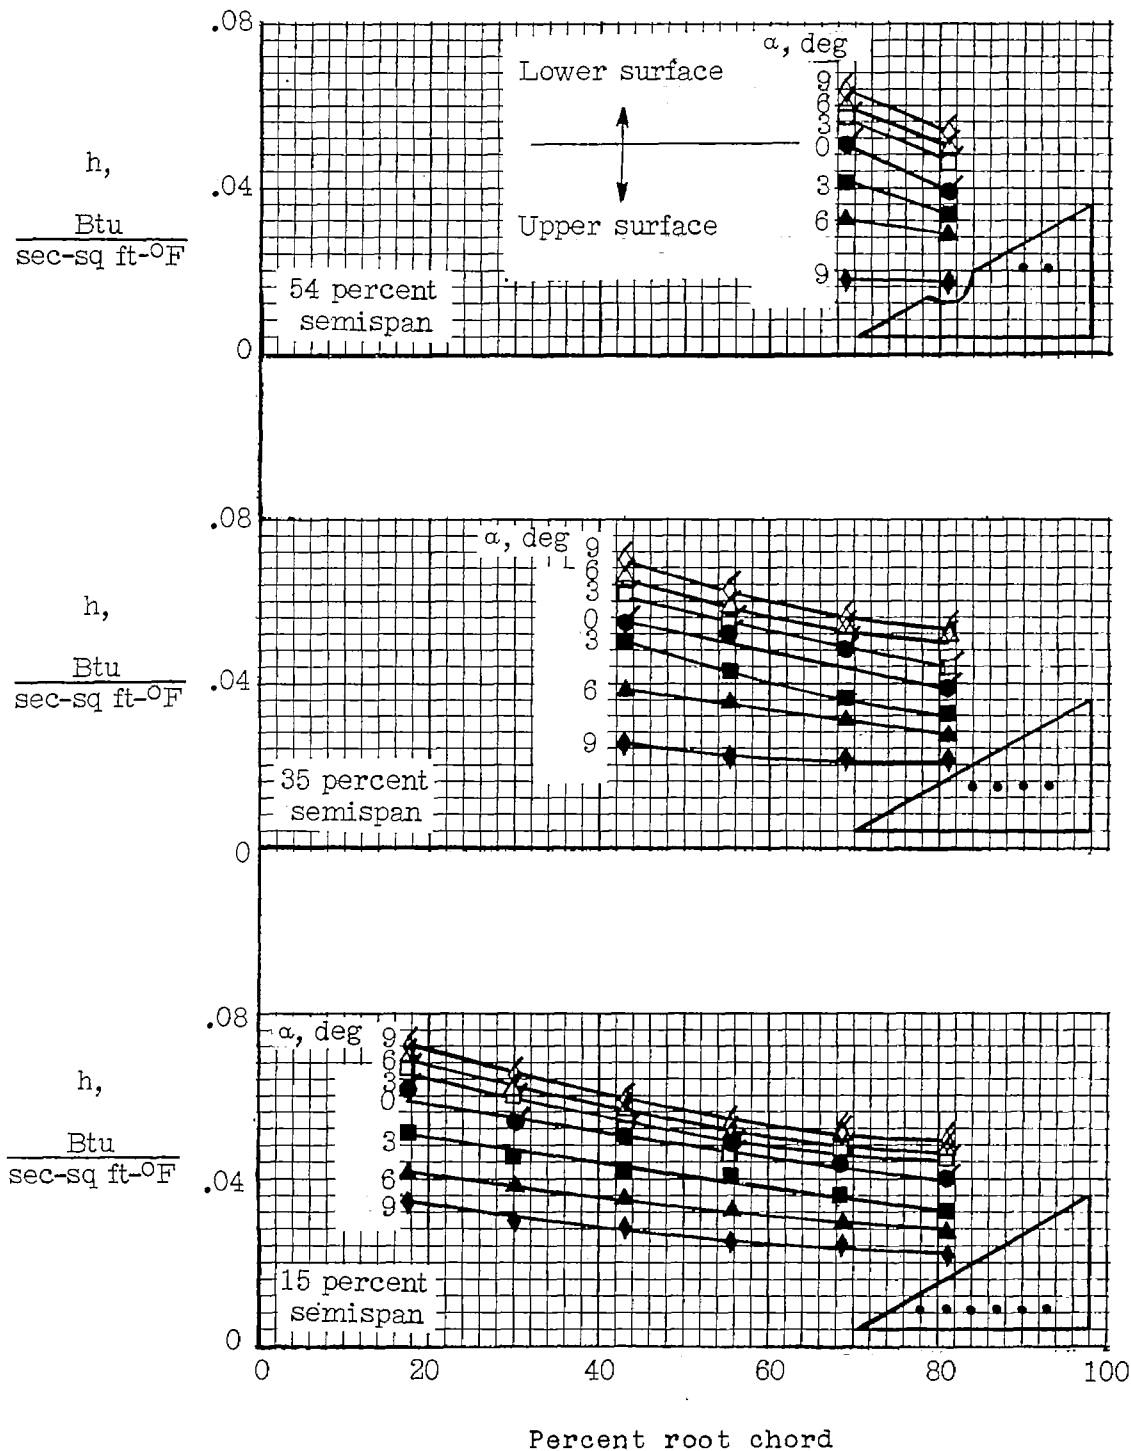 .08
α, deg
Lower surface
9
6
3
h,
0
.04
3
Btu
6
Upper surface
sec-sq ft-°F
9
54 percent
semispan
0
.08
α, deg
9
6
3
h,
0
3
Btu
.04
6
sec-sq ft-°F
9
35 percent
semispan
0
.08
α, deg
9
6
3
h,
0
3
Btu
.04
6
sec-sq ft-°F
9
15 percent
semispan
0
0 20 40 60 80 100
Percent root chord